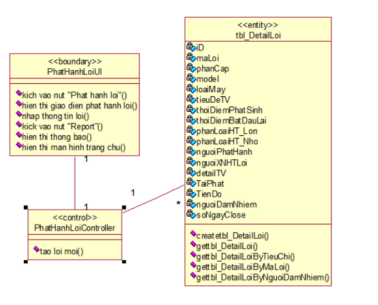 <<boundary>>
PhatHanhLoiUI
kich vao nut "Phat hanh loi"()
hien thi giao dien phat hanh loi()
nhap thong tin loi()
kich vao nut "Report"()
hien thi thong bao()
hien thi man hinh trang chu()
1
1
<<control>>
PhatHanhLoiController
tao loi moi()
1
*
<<entity>>
tbl_DetailLoi
iD
maLoi
phanCap
model
loaiMay
tieuDeTV
thoiDiemPhatSinh
thoiDiemBatDauLai
phanLoaiHT_Lon
phanLoaiHT_Nho
nguoiPhatHanh
nguoiXNHTLoi
detailTV
TaiPhat
TienDo
nguoiDamNhiem
soNgayClose
createtbl_DetailLoi()
gettbl_DetailLoi()
gettbl_DetailLoiByTieuChi()
gettbl_DetailLoiByMaLoi()
gettbl_DetailLoiByNguoiDamNhiem()